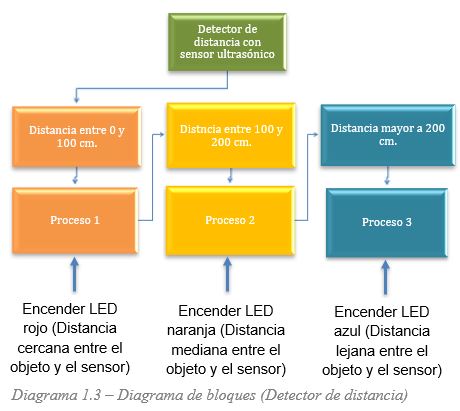 Detector de
distancia con
sensor ultrasónico
Distancia entre 0 y
100 cm.
Distncia entre 100 y
200 cm.
Distancia mayor a 200
cm.
Proceso 1
Proceso 2
Proceso 3
Encender LED
rojo (Distancia
cercana entre el
objeto y el sensor)
Encender LED
naranja (Distancia
mediana entre el
objeto y el sensor)
Encender LED
azul (Distancia
lejana entre el
objeto y el sensor)
Diagrama 1.3 – Diagrama de bloques (Detector de distancia)